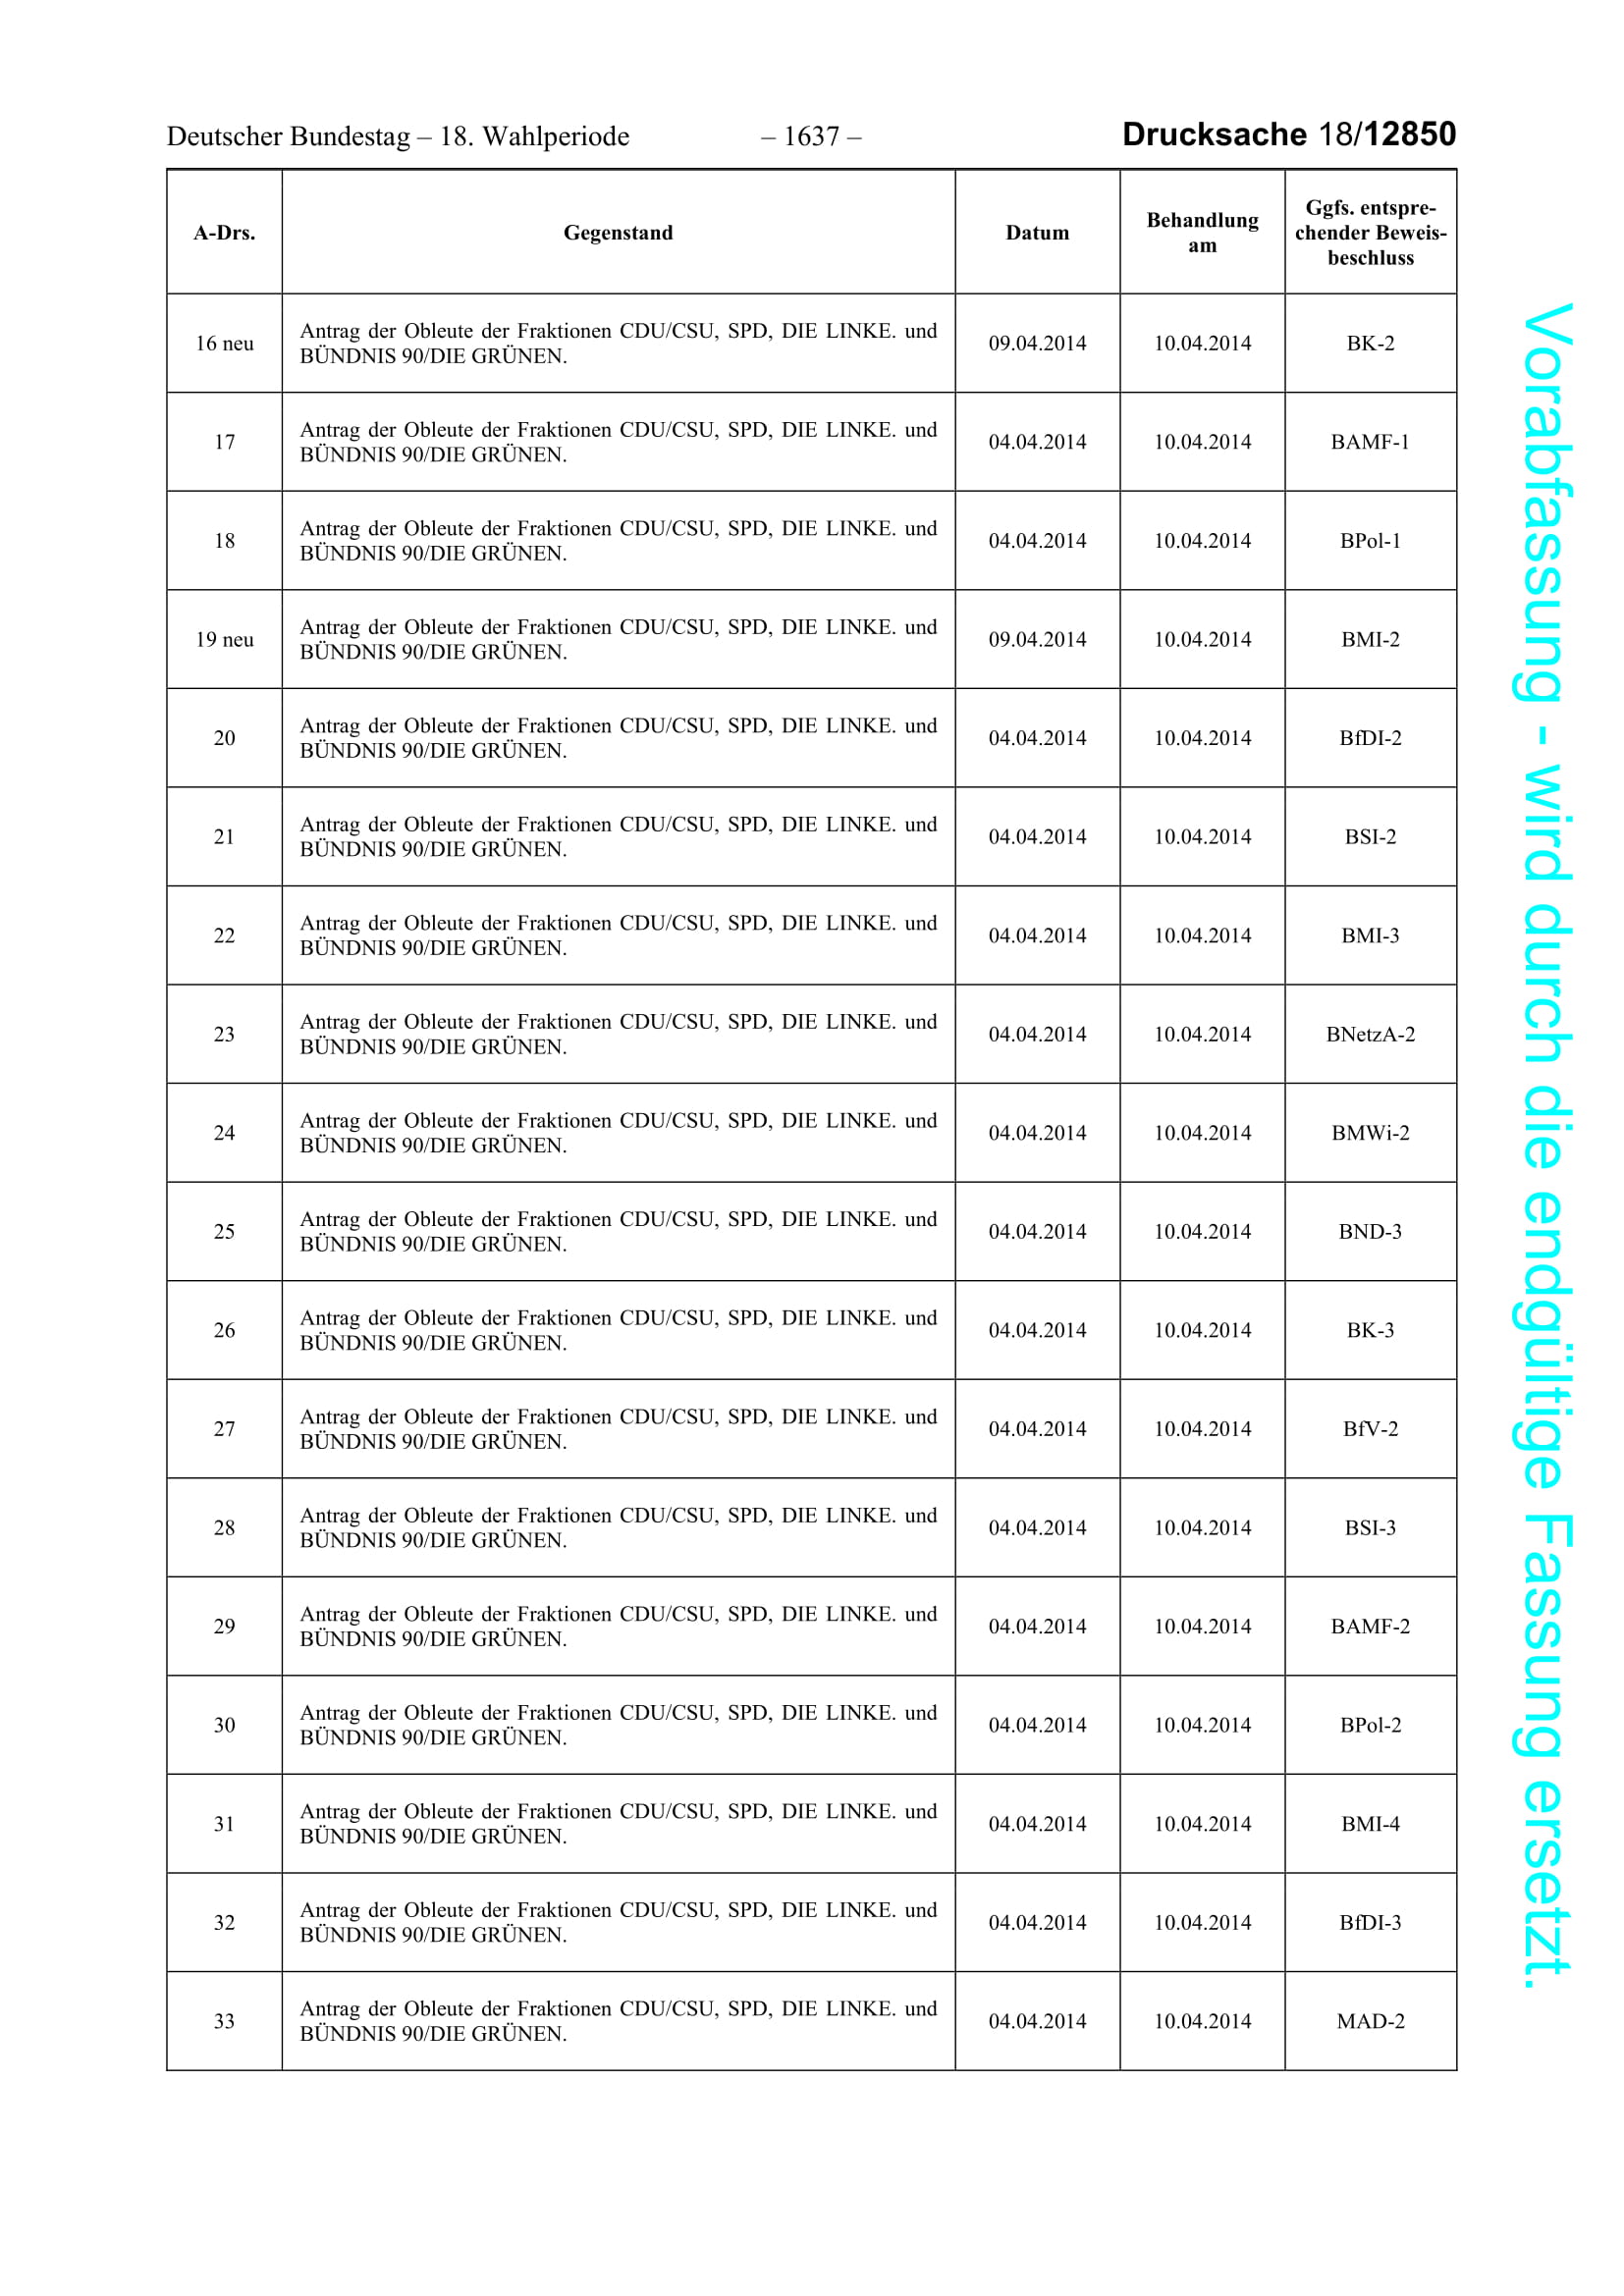 Deutscher Bundestag – 18. Wahlperiode – 1637 – Drucksache 18/12850
A-Drs. Gegenstand Datum Behandlung am Ggfs. entspre-
chender Beweis-
beschluss
16 neu Antrag der Obleute der Fraktionen CDU/CSU, SPD, DIE LINKE. und
BÜNDNIS 90/DIE GRÜNEN. 09.04.2014 10.04.2014 BK-2
17 Antrag der Obleute der Fraktionen CDU/CSU, SPD, DIE LINKE. und
BÜNDNIS 90/DIE GRÜNEN. 04.04.2014 10.04.2014 BAMF-1
18 Antrag der Obleute der Fraktionen CDU/CSU, SPD, DIE LINKE. und
BÜNDNIS 90/DIE GRÜNEN. 04.04.2014 10.04.2014 BPol-1
19 neu Antrag der Obleute der Fraktionen CDU/CSU, SPD, DIE LINKE. und
BÜNDNIS 90/DIE GRÜNEN. 09.04.2014 10.04.2014 BMI-2
20 Antrag der Obleute der Fraktionen CDU/CSU, SPD, DIE LINKE. und
BÜNDNIS 90/DIE GRÜNEN. 04.04.2014 10.04.2014 BfDI-2
21 Antrag der Obleute der Fraktionen CDU/CSU, SPD, DIE LINKE. und
BÜNDNIS 90/DIE GRÜNEN. 04.04.2014 10.04.2014 BSI-2
22 Antrag der Obleute der Fraktionen CDU/CSU, SPD, DIE LINKE. und
BÜNDNIS 90/DIE GRÜNEN. 04.04.2014 10.04.2014 BMI-3
23 Antrag der Obleute der Fraktionen CDU/CSU, SPD, DIE LINKE. und
BÜNDNIS 90/DIE GRÜNEN. 04.04.2014 10.04.2014 BNetzA-2
24 Antrag der Obleute der Fraktionen CDU/CSU, SPD, DIE LINKE. und
BÜNDNIS 90/DIE GRÜNEN. 04.04.2014 10.04.2014 BMWi-2
25 Antrag der Obleute der Fraktionen CDU/CSU, SPD, DIE LINKE. und
BÜNDNIS 90/DIE GRÜNEN. 04.04.2014 10.04.2014 BND-3
26 Antrag der Obleute der Fraktionen CDU/CSU, SPD, DIE LINKE. und
BÜNDNIS 90/DIE GRÜNEN. 04.04.2014 10.04.2014 BK-3
27 Antrag der Obleute der Fraktionen CDU/CSU, SPD, DIE LINKE. und
BÜNDNIS 90/DIE GRÜNEN. 04.04.2014 10.04.2014 BfV-2
28 Antrag der Obleute der Fraktionen CDU/CSU, SPD, DIE LINKE. und
BÜNDNIS 90/DIE GRÜNEN. 04.04.2014 10.04.2014 BSI-3
29 Antrag der Obleute der Fraktionen CDU/CSU, SPD, DIE LINKE. und
BÜNDNIS 90/DIE GRÜNEN. 04.04.2014 10.04.2014 BAMF-2
30 Antrag der Obleute der Fraktionen CDU/CSU, SPD, DIE LINKE. und
BÜNDNIS 90/DIE GRÜNEN. 04.04.2014 10.04.2014 BPol-2
31 Antrag der Obleute der Fraktionen CDU/CSU, SPD, DIE LINKE. und
BÜNDNIS 90/DIE GRÜNEN. 04.04.2014 10.04.2014 BMI-4
32 Antrag der Obleute der Fraktionen CDU/CSU, SPD, DIE LINKE. und
BÜNDNIS 90/DIE GRÜNEN. 04.04.2014 10.04.2014 BfDI-3
33 Antrag der Obleute der Fraktionen CDU/CSU, SPD, DIE LINKE. und
BÜNDNIS 90/DIE GRÜNEN. 04.04.2014 10.04.2014 MAD-2
Vorabfassung - wird durch die endgültige Fassung ersetzt.